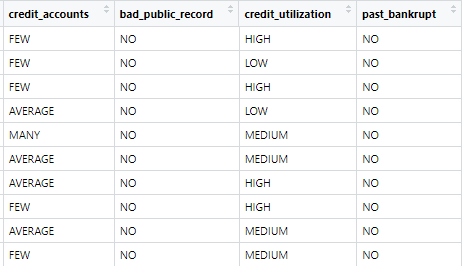 credit_accounts bad_public_record credit_utilization past_bankrupt
FEW NO HIGH NO
FEW NO LOW NO
FEW NO HIGH NO
AVERAGE NO LOW NO
MANY NO MEDIUM NO
AVERAGE NO MEDIUM NO
AVERAGE NO HIGH NO
FEW NO HIGH NO
AVERAGE NO MEDIUM NO
FEW NO MEDIUM NO